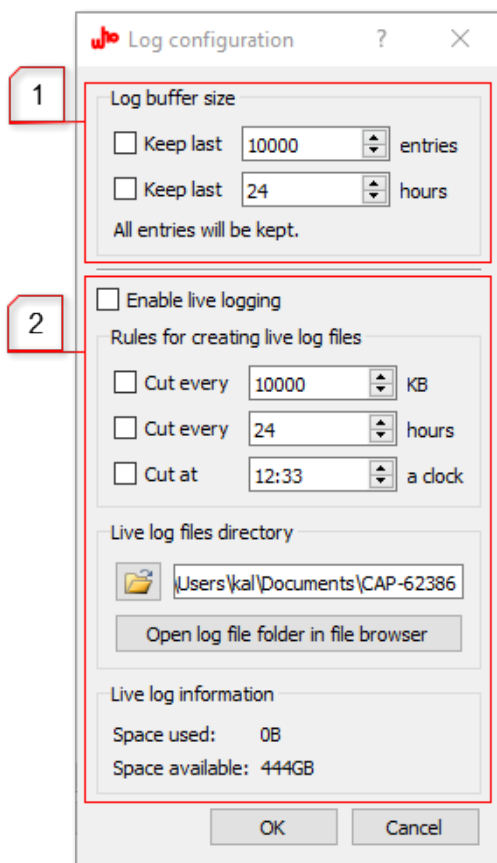 who Log configuration ? ×
1
Log buffer size
Keep last 10000 entries
Keep last 24 hours
All entries will be kept.
2
Enable live logging
Rules for creating live log files
Cut every 10000 KB
Cut every 24 hours
Cut at 12:33 a clock
Live log files directory
\Users\kal\Documents\CAP-62386
Open log file folder in file browser
Live log information
Space used: 0B
Space available: 444GB
OK Cancel